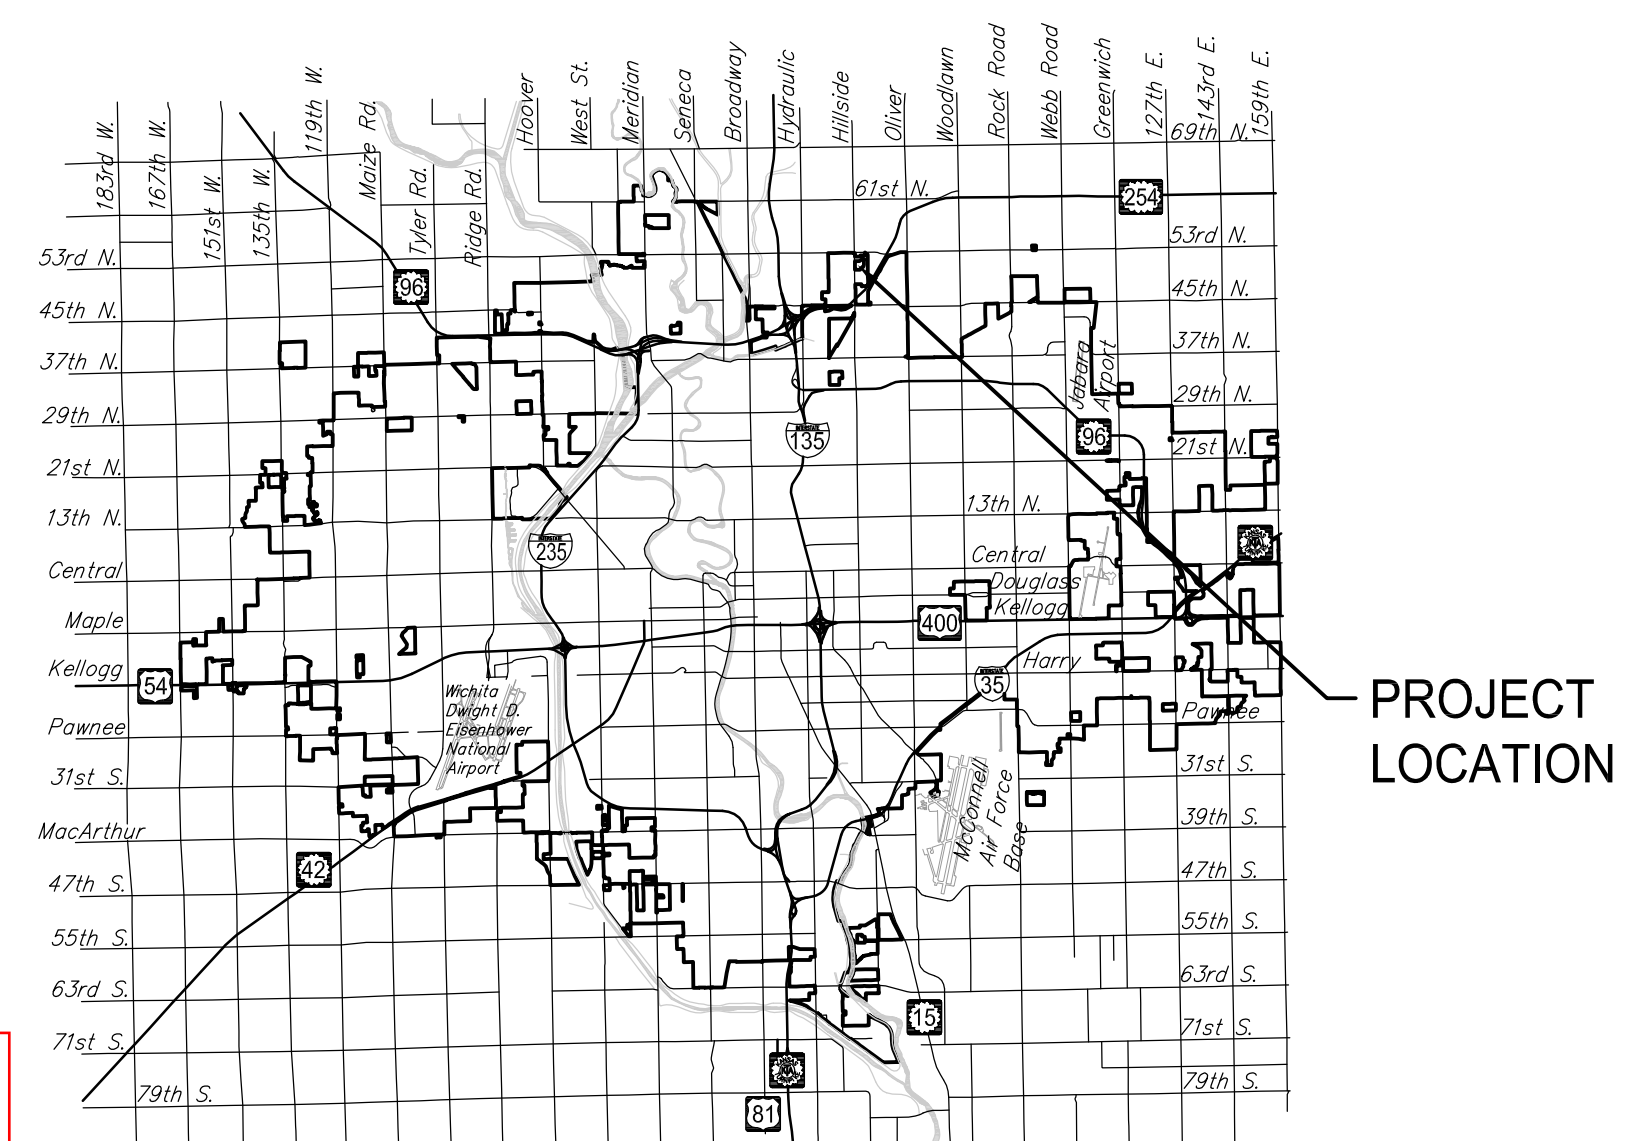 183rd W.
167th W.
151st W.
135th W.
119th W.
Maize Rd.
Tyler Rd.
Ridge Rd.
Hoover
West St.
Meridian
Seneca
Broadway
Hydraulic
Hillside
Oliver
Woodlawn
Rock Road
Webb Road
Greenwich
127th E.
143rd E.
159th E.
69th N.
61st N.
254
53rd N.
53rd N.
96
45th N.
45th N.
37th N.
37th N.
Jabara
Airport
29th N.
29th N.
INTERSTATE
135
96
21st N.
21st N.
13th N.
13th N.
INTERSTATE
235
Central
Central
Douglass
Kellogg
400
Maple
Kellogg
54
Harry
INTERSTATE
35
PROJECT
LOCATION
Wichita
Dwight D.
Eisenhower
National
Airport
Pawnee
Pawnee
31st S.
31st S.
McConnell
Air Force
Base
MacArthur
39th S.
42
47th S.
47th S.
55th S.
55th S.
63rd S.
63rd S.
15
71st S.
71st S.
79th S.
79th S.
81